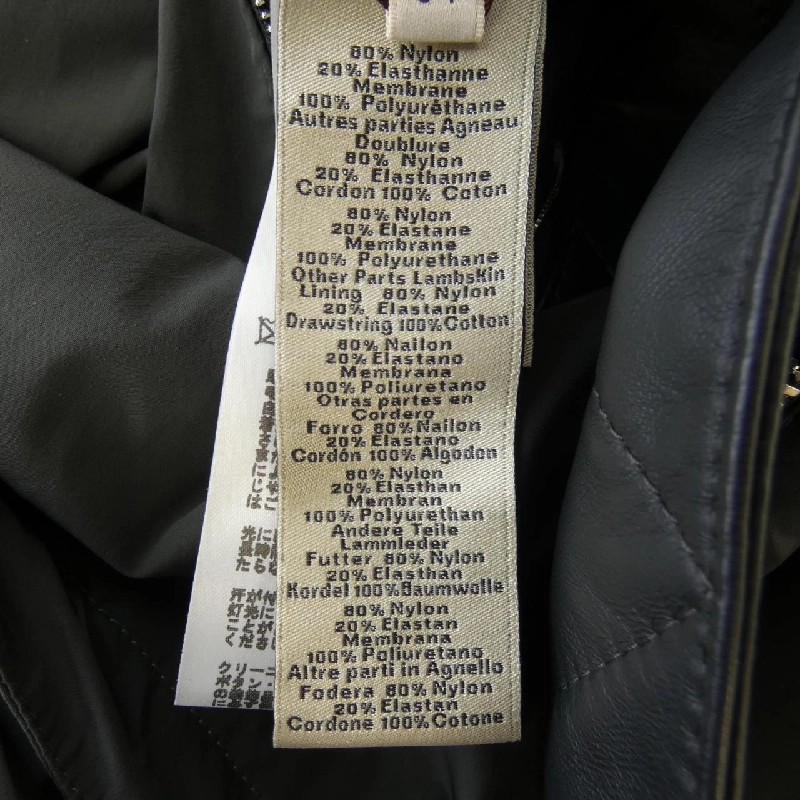 80% Nylon
20% Elasthanne
Membrane
100% Polyuréthane
Autres parties Agneau
Doublure
80% Nylon
20% Elasthanne
Cordon 100% Coton
80% Nylon
20% Elastane
Membrane
100% Polyurethane
Other Parts LambsKin
Lining 80% Nylon
20% Elastane
Drawstring 100%Cotton
80% Nailon
20% Elastano
Membrana
100% Poliuretano
Otras partes en
Cordero
Forro 80%Nailon
20% Elastano
Cordón 100% Algodon
80% Nylon
20% Elasthan
Membran
100% Polyurethan
Andere Teile
Lammleder
Futter 80% Nylon
20% Elasthan
Kordel 100%Baumwolle
80% Nylon
20% Elastan
Membrana
100% Poliuretano
Altre parti in Agnello
Fodera 80% Nylon
20% Elastan
Cordone 100%Cotone